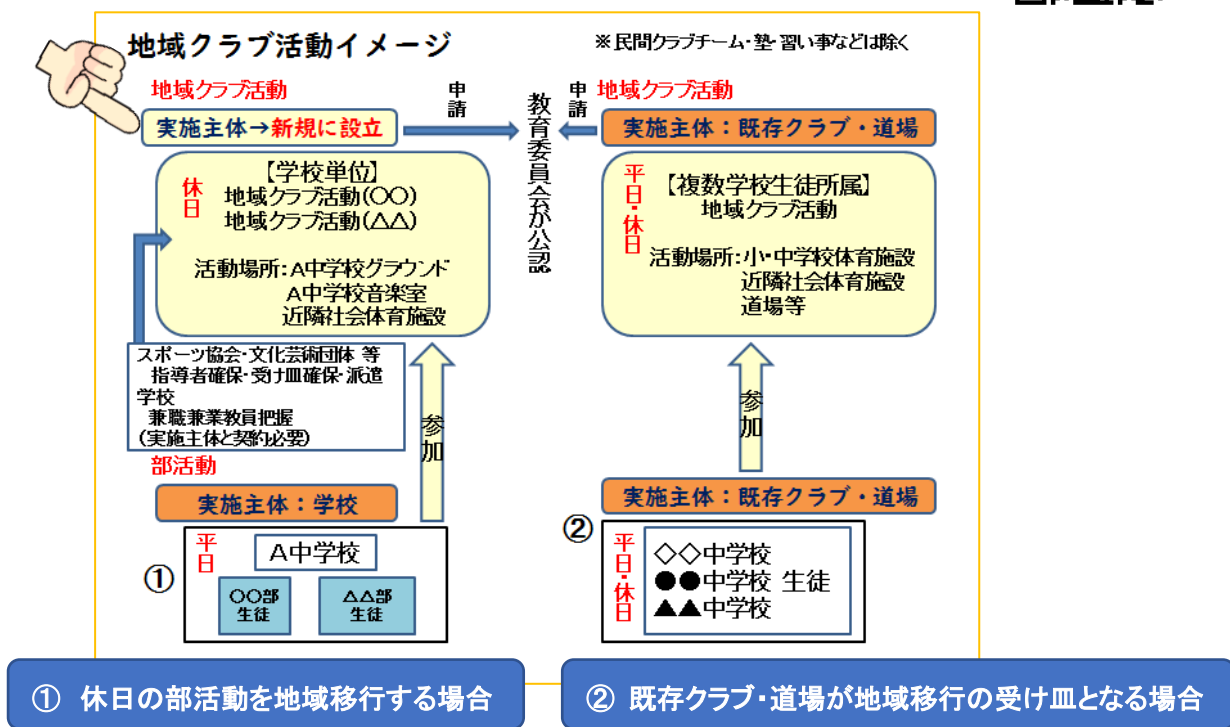 地域クラブ活動イメージ
※民間クラブチーム・塾・習い事などは除く
地域クラブ活動
実施主体→新規に設立
申請
教育委員会が公認
申請
地域クラブ活動
実施主体：既存クラブ・道場
休日
【学校単位】
地域クラブ活動(〇〇)
地域クラブ活動(△△)
活動場所：A中学校グラウンド
A中学校音楽室
近隣社会体育施設
平日・休日
【複数学校生徒所属】
地域クラブ活動
活動場所：小・中学校体育施設
近隣社会体育施設
道場等
スポーツ協会・文化芸術団体 等
指導者確保・受け皿確保・派遣
学校
兼職兼業教員把握
(実施主体と契約必要)
参加
参加
部活動
実施主体：学校
①
平日
A中学校
〇〇部
生徒
△△部
生徒
実施主体：既存クラブ・道場
②
平日・休日
◇◇中学校
●●中学校 生徒
▲▲中学校
① 休日の部活動を地域移行する場合
② 既存クラブ・道場が地域移行の受け皿となる場合